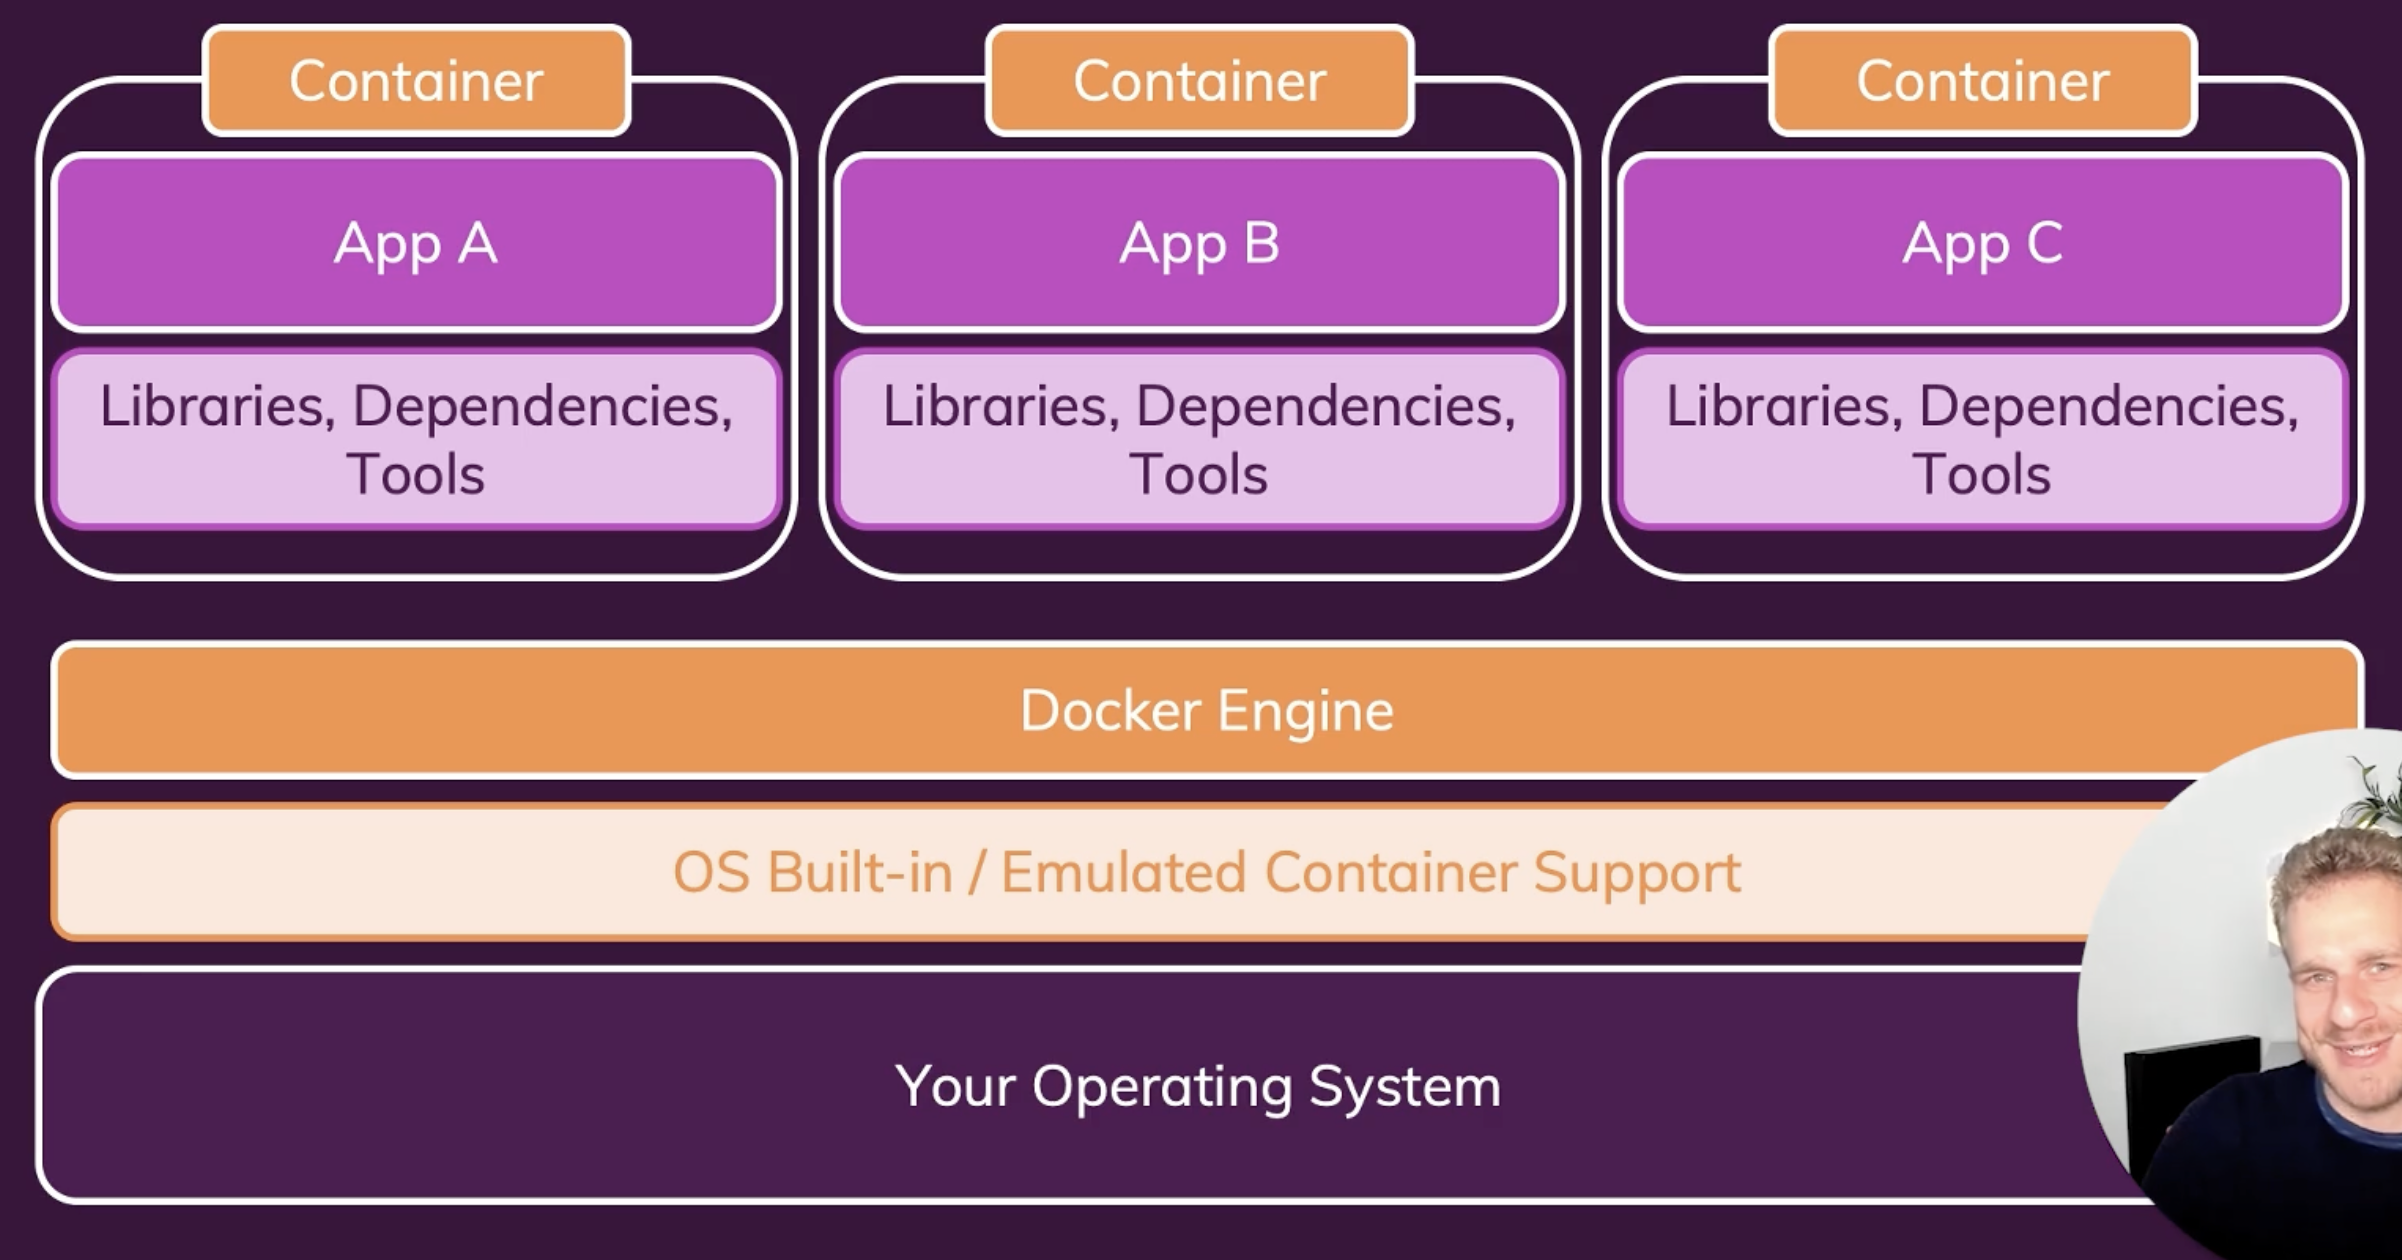 Container
Container
Container
App A
App B
App C
Libraries, Dependencies,
Tools
Libraries, Dependencies,
Tools
Libraries, Dependencies,
Tools
Docker Engine
OS Built-in / Emulated Container Support
Your Operating System